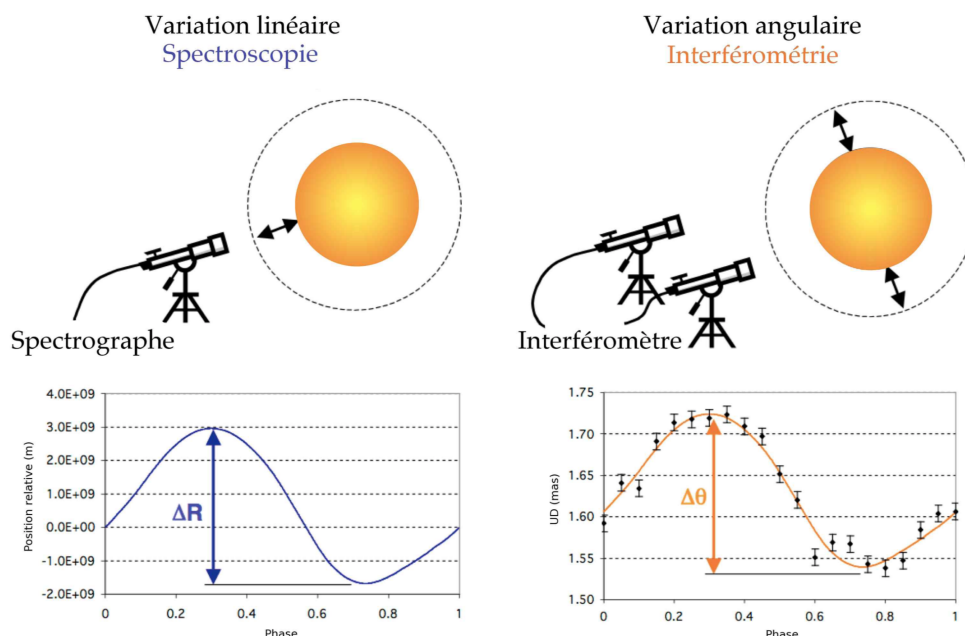 Variation linéaire
Spectroscopie
Variation angulaire
Interférométrie
Spectrographe
Interféromètre
Position relative (m)
4.0E+09
3.0E+09
2.0E+09
1.0E+09
0.0E+00
-1.0E+09
-2.0E+09
ΔR
0
0.2
0.4
0.6
0.8
1
Phase
UD (mas)
1.75
1.70
1.65
1.60
1.55
1.50
Δθ
0
0.2
0.4
0.6
0.8
1
Phase